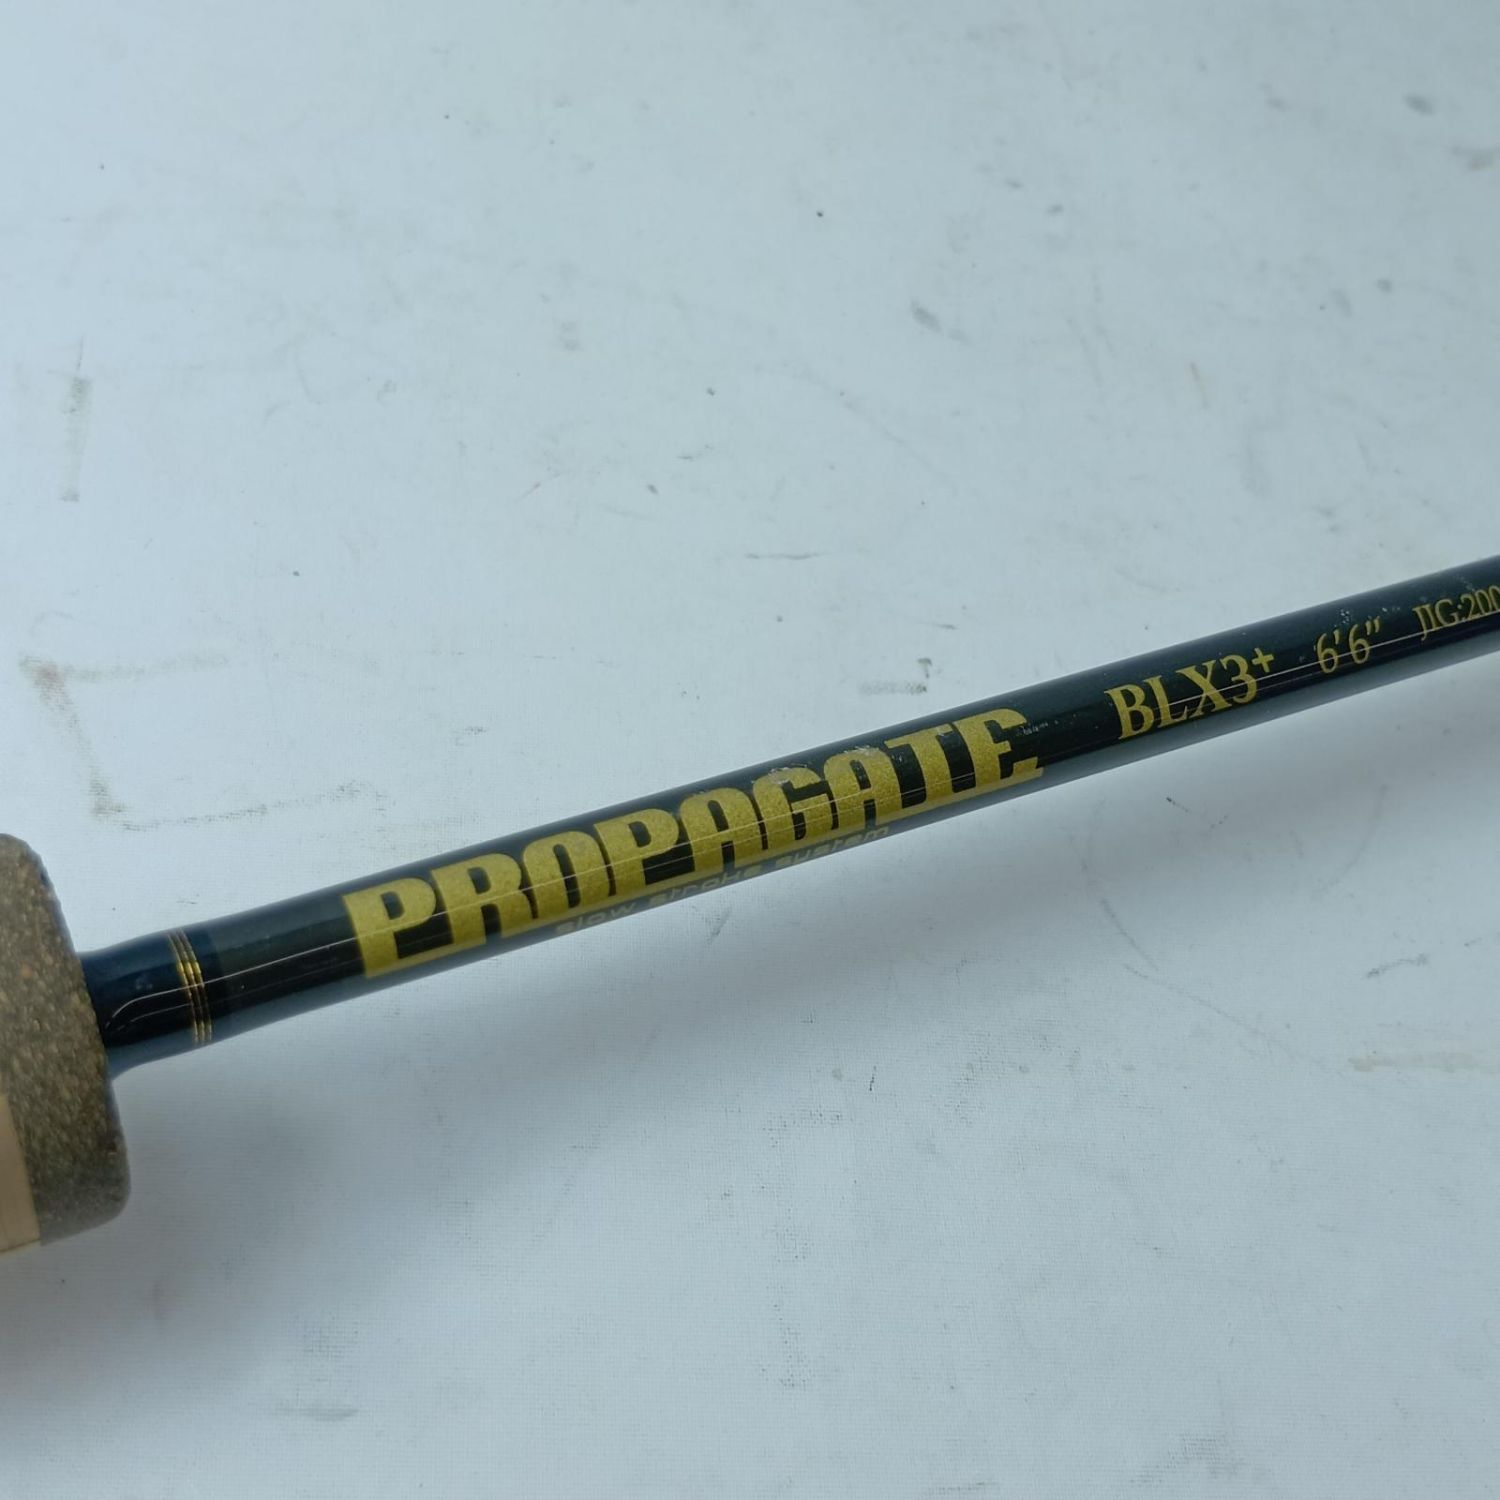 PROPAGATE BLX3+ 6'6" JIG:200
slow stroke system